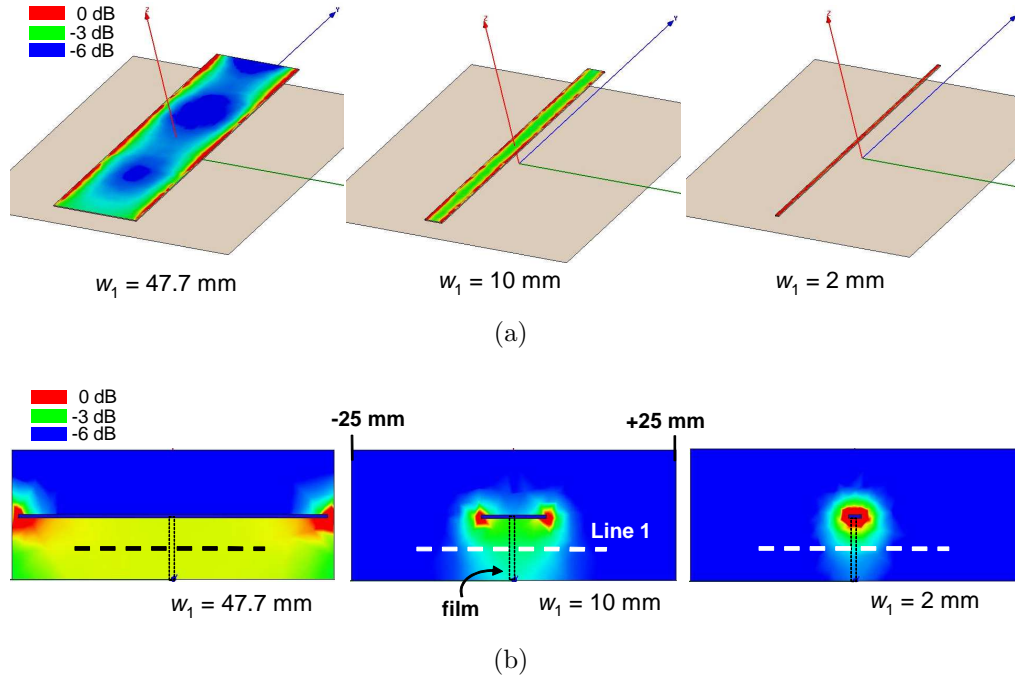 0 dB
-3 dB
-6 dB
Z
Y
Z
Y
Z
Y
w₁ = 47.7 mm
w₁ = 10 mm
w₁ = 2 mm
(a)
0 dB
-3 dB
-6 dB
-25 mm
+25 mm
Line 1
film
w₁ = 47.7 mm
w₁ = 10 mm
w₁ = 2 mm
(b)